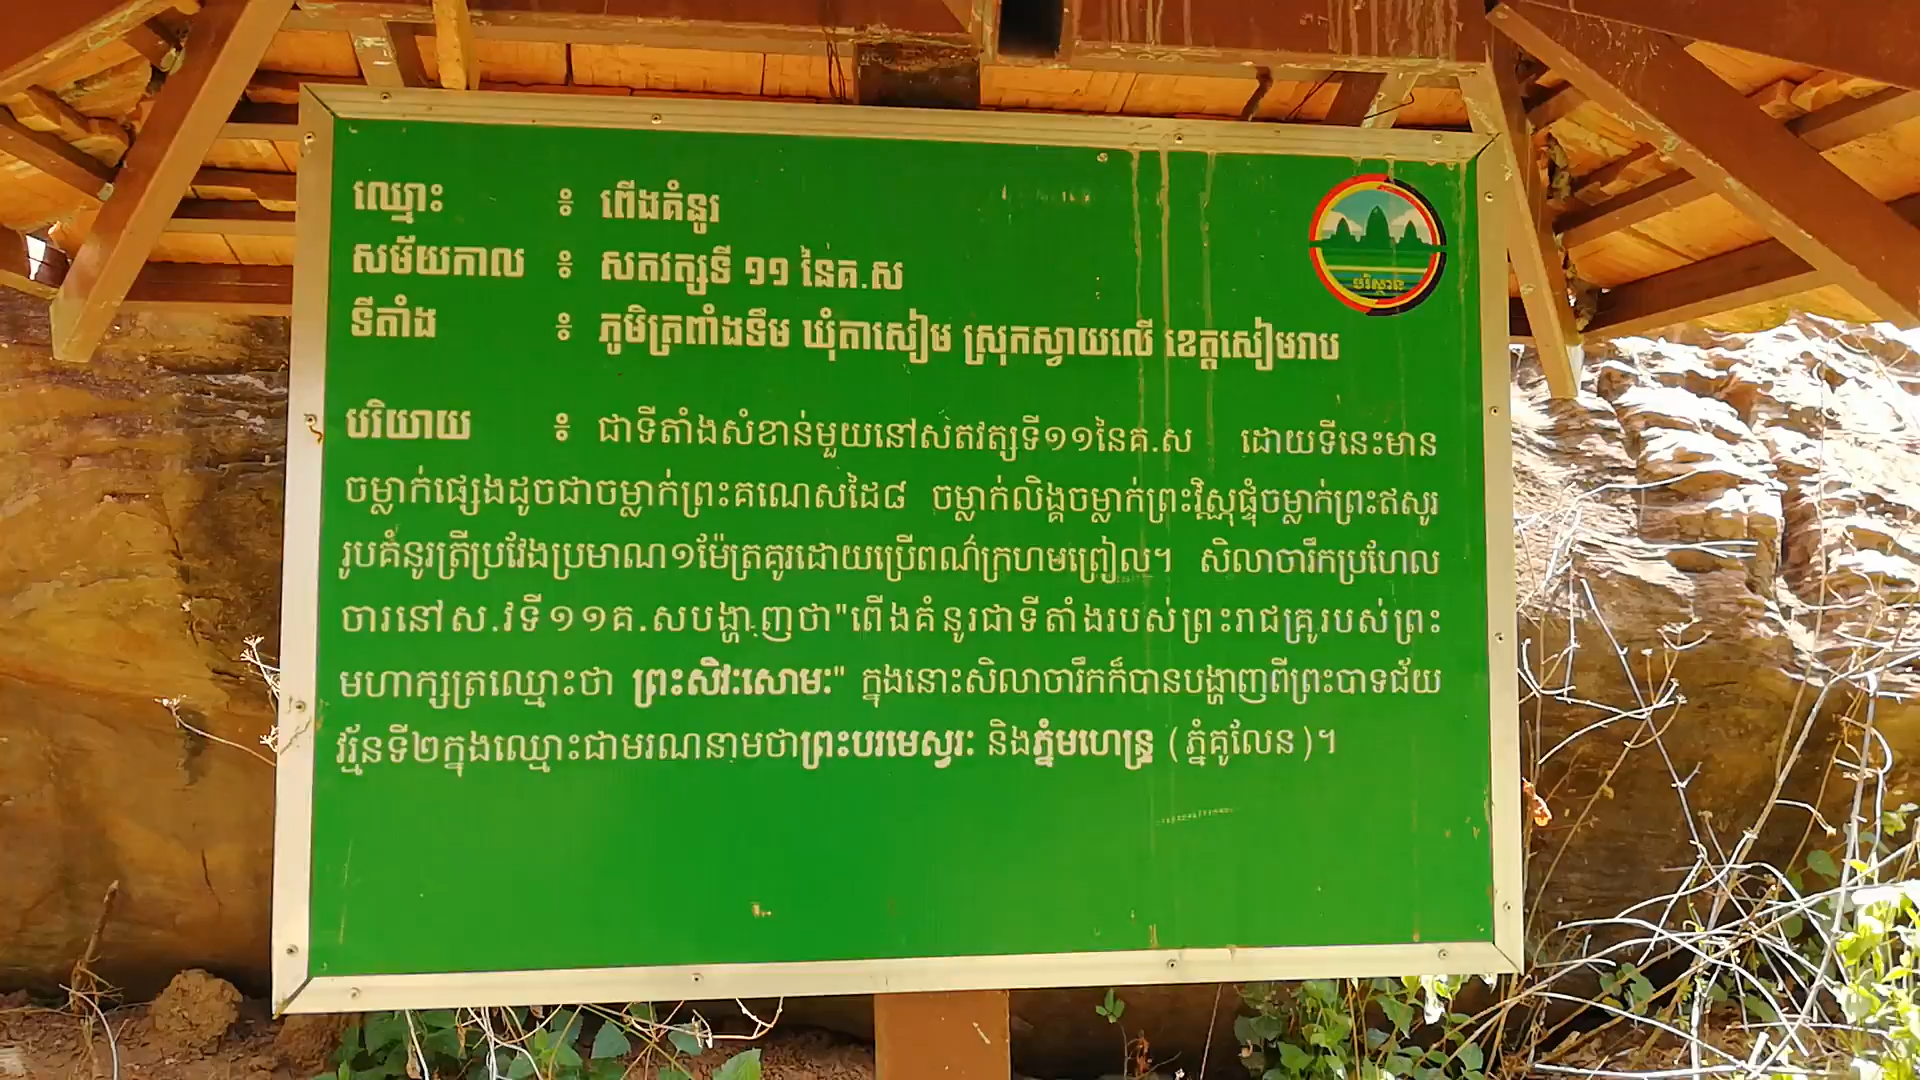 ឈ្មោះ ៖ ពើងគំនូរ
សម័យកាល ៖ សតវត្សទី ១១ នៃគ.ស
ទីតាំង ៖ ភូមិត្រពាំងទឹម ឃុំតាសៀម ស្រុកស្វាយលើ ខេត្តសៀមរាប
បរិយាយ ៖ ជាទីតាំងសំខាន់មួយនៅសតវត្សទី១១នៃគ.ស ដោយទីនេះមាន
ចម្លាក់ផ្សេងដូចជាចម្លាក់ព្រះគណេសដៃ៨ ចម្លាក់លិង្គចម្លាក់ព្រះវិស្ណុផ្ទុំចម្លាក់ព្រះឥសូរ
រូបគំនូរត្រីប្រវែងប្រមាណ១ម៉ែត្រគូរដោយប្រើពណ៌ក្រហមព្រៀល។ សិលាចារឹកប្រហែល
ចារនៅស.វទី១១គ.សបង្ហាញថា"ពើងគំនូរជាទីតាំងរបស់ព្រះរាជគ្រូរបស់ព្រះ
មហាក្សត្រឈ្មោះថា ព្រះសិវ:សោម:" ក្នុងនោះសិលាចារឹកក៏បានបង្ហាញពីព្រះបាទជ័យ
វរ្ម័នទី២ក្នុងឈ្មោះជាមរណនាមថាព្រះបរមេស្វរ: និងភ្នំមហេន្ទ្រ (ភ្នំគូលែន)។
បរិស្ថាន